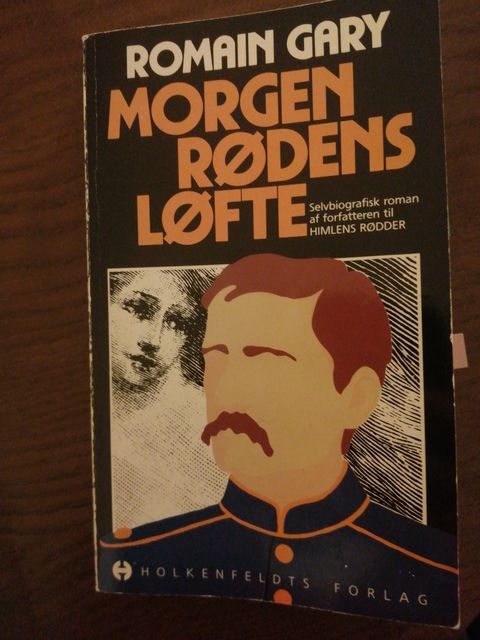 ROMAIN GARY
MORGEN
RØDENS
LØFTE
Selvbiografisk roman
af forfatteren til
HIMLENS RØDDER
HOLKENFELDTS FORLAG